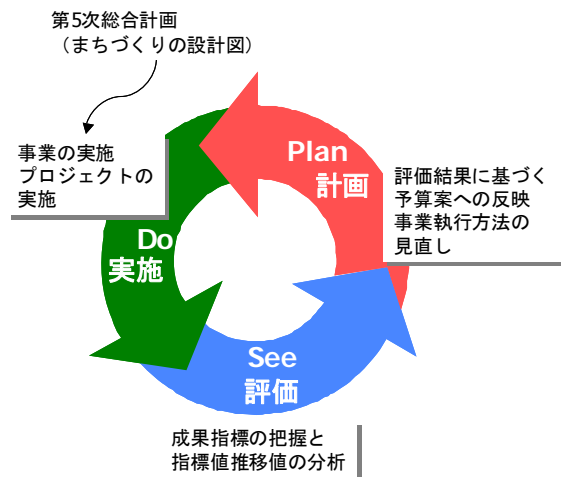 第5次総合計画
（まちづくりの設計図）
事業の実施
プロジェクトの
実施
Plan
計画
評価結果に基づく
予算案への反映
事業執行方法の
見直し
Do
実施
See
評価
成果指標の把握と
指標値推移値の分析